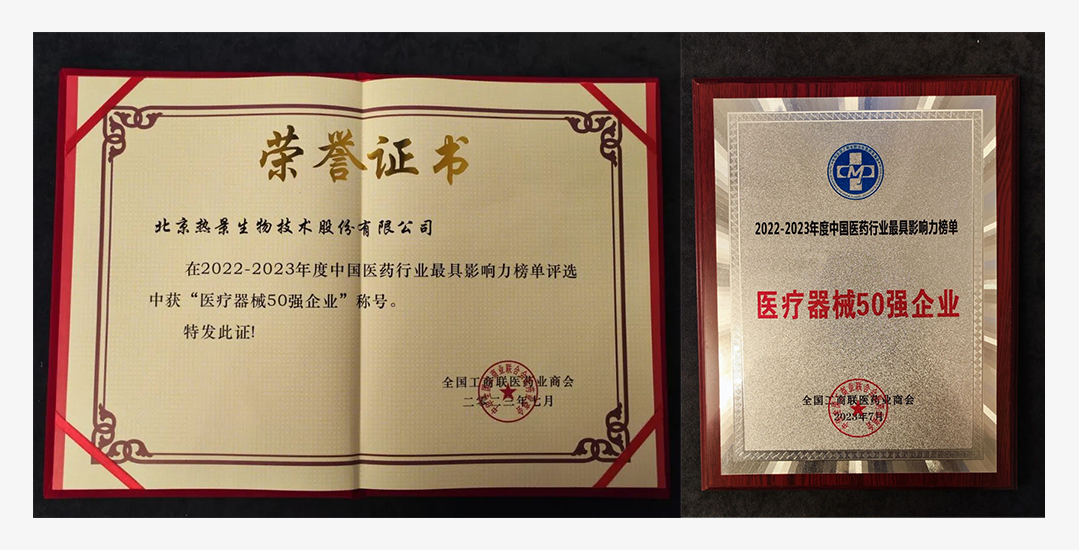 荣誉证书
北京热景生物技术股份有限公司
在2022-2023年度中国医药行业最具影响力榜单评选
中获“医疗器械50强企业”称号。
特发此证!
全国工商联医药业商会
二零二三年七月
2022-2023年度中国医药行业最具影响力榜单
医疗器械50强企业
全国工商联医药业商会
2023年7月